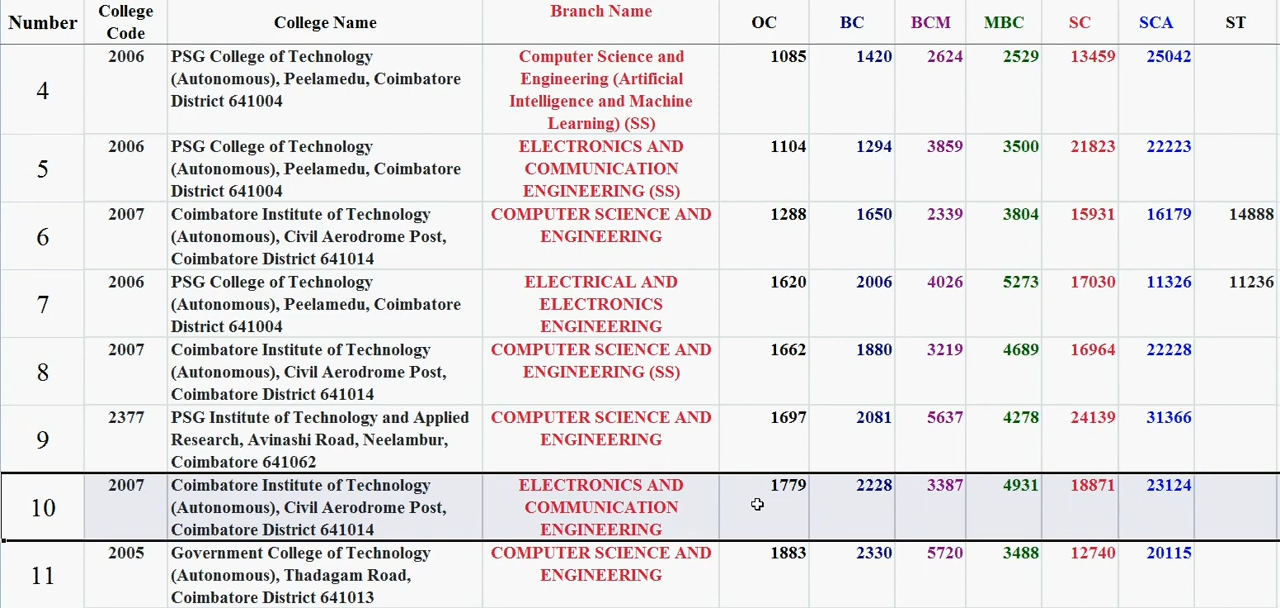 Number College Code College Name Branch Name OC BC BCM MBC SC SCA ST
4 2006 PSG College of Technology Computer Science and 1085 1420 2624 2529 13459 25042
(Autonomous), Peelamedu, Coimbatore Engineering (Artificial
District 641004 Intelligence and Machine
Learning) (SS)
5 2006 PSG College of Technology ELECTRONICS AND 1104 1294 3859 3500 21823 22223
(Autonomous), Peelamedu, Coimbatore COMMUNICATION
District 641004 ENGINEERING (SS)
6 2007 Coimbatore Institute of Technology COMPUTER SCIENCE AND 1288 1650 2339 3804 15931 16179 14888
(Autonomous), Civil Aerodrome Post, ENGINEERING
Coimbatore District 641014
7 2006 PSG College of Technology ELECTRICAL AND 1620 2006 4026 5273 17030 11326 11236
(Autonomous), Peelamedu, Coimbatore ELECTRONICS
District 641004 ENGINEERING
8 2007 Coimbatore Institute of Technology COMPUTER SCIENCE AND 1662 1880 3219 4689 16964 22228
(Autonomous), Civil Aerodrome Post, ENGINEERING (SS)
Coimbatore District 641014
9 2377 PSG Institute of Technology and Applied COMPUTER SCIENCE AND 1697 2081 5637 4278 24139 31366
Research, Avinashi Road, Neelambur, ENGINEERING
Coimbatore 641062
10 2007 Coimbatore Institute of Technology ELECTRONICS AND 1779 2228 3387 4931 18871 23124
(Autonomous), Civil Aerodrome Post, COMMUNICATION
Coimbatore District 641014 ENGINEERING
11 2005 Government College of Technology COMPUTER SCIENCE AND 1883 2330 5720 3488 12740 20115
(Autonomous), Thadagam Road, ENGINEERING
Coimbatore District 641013